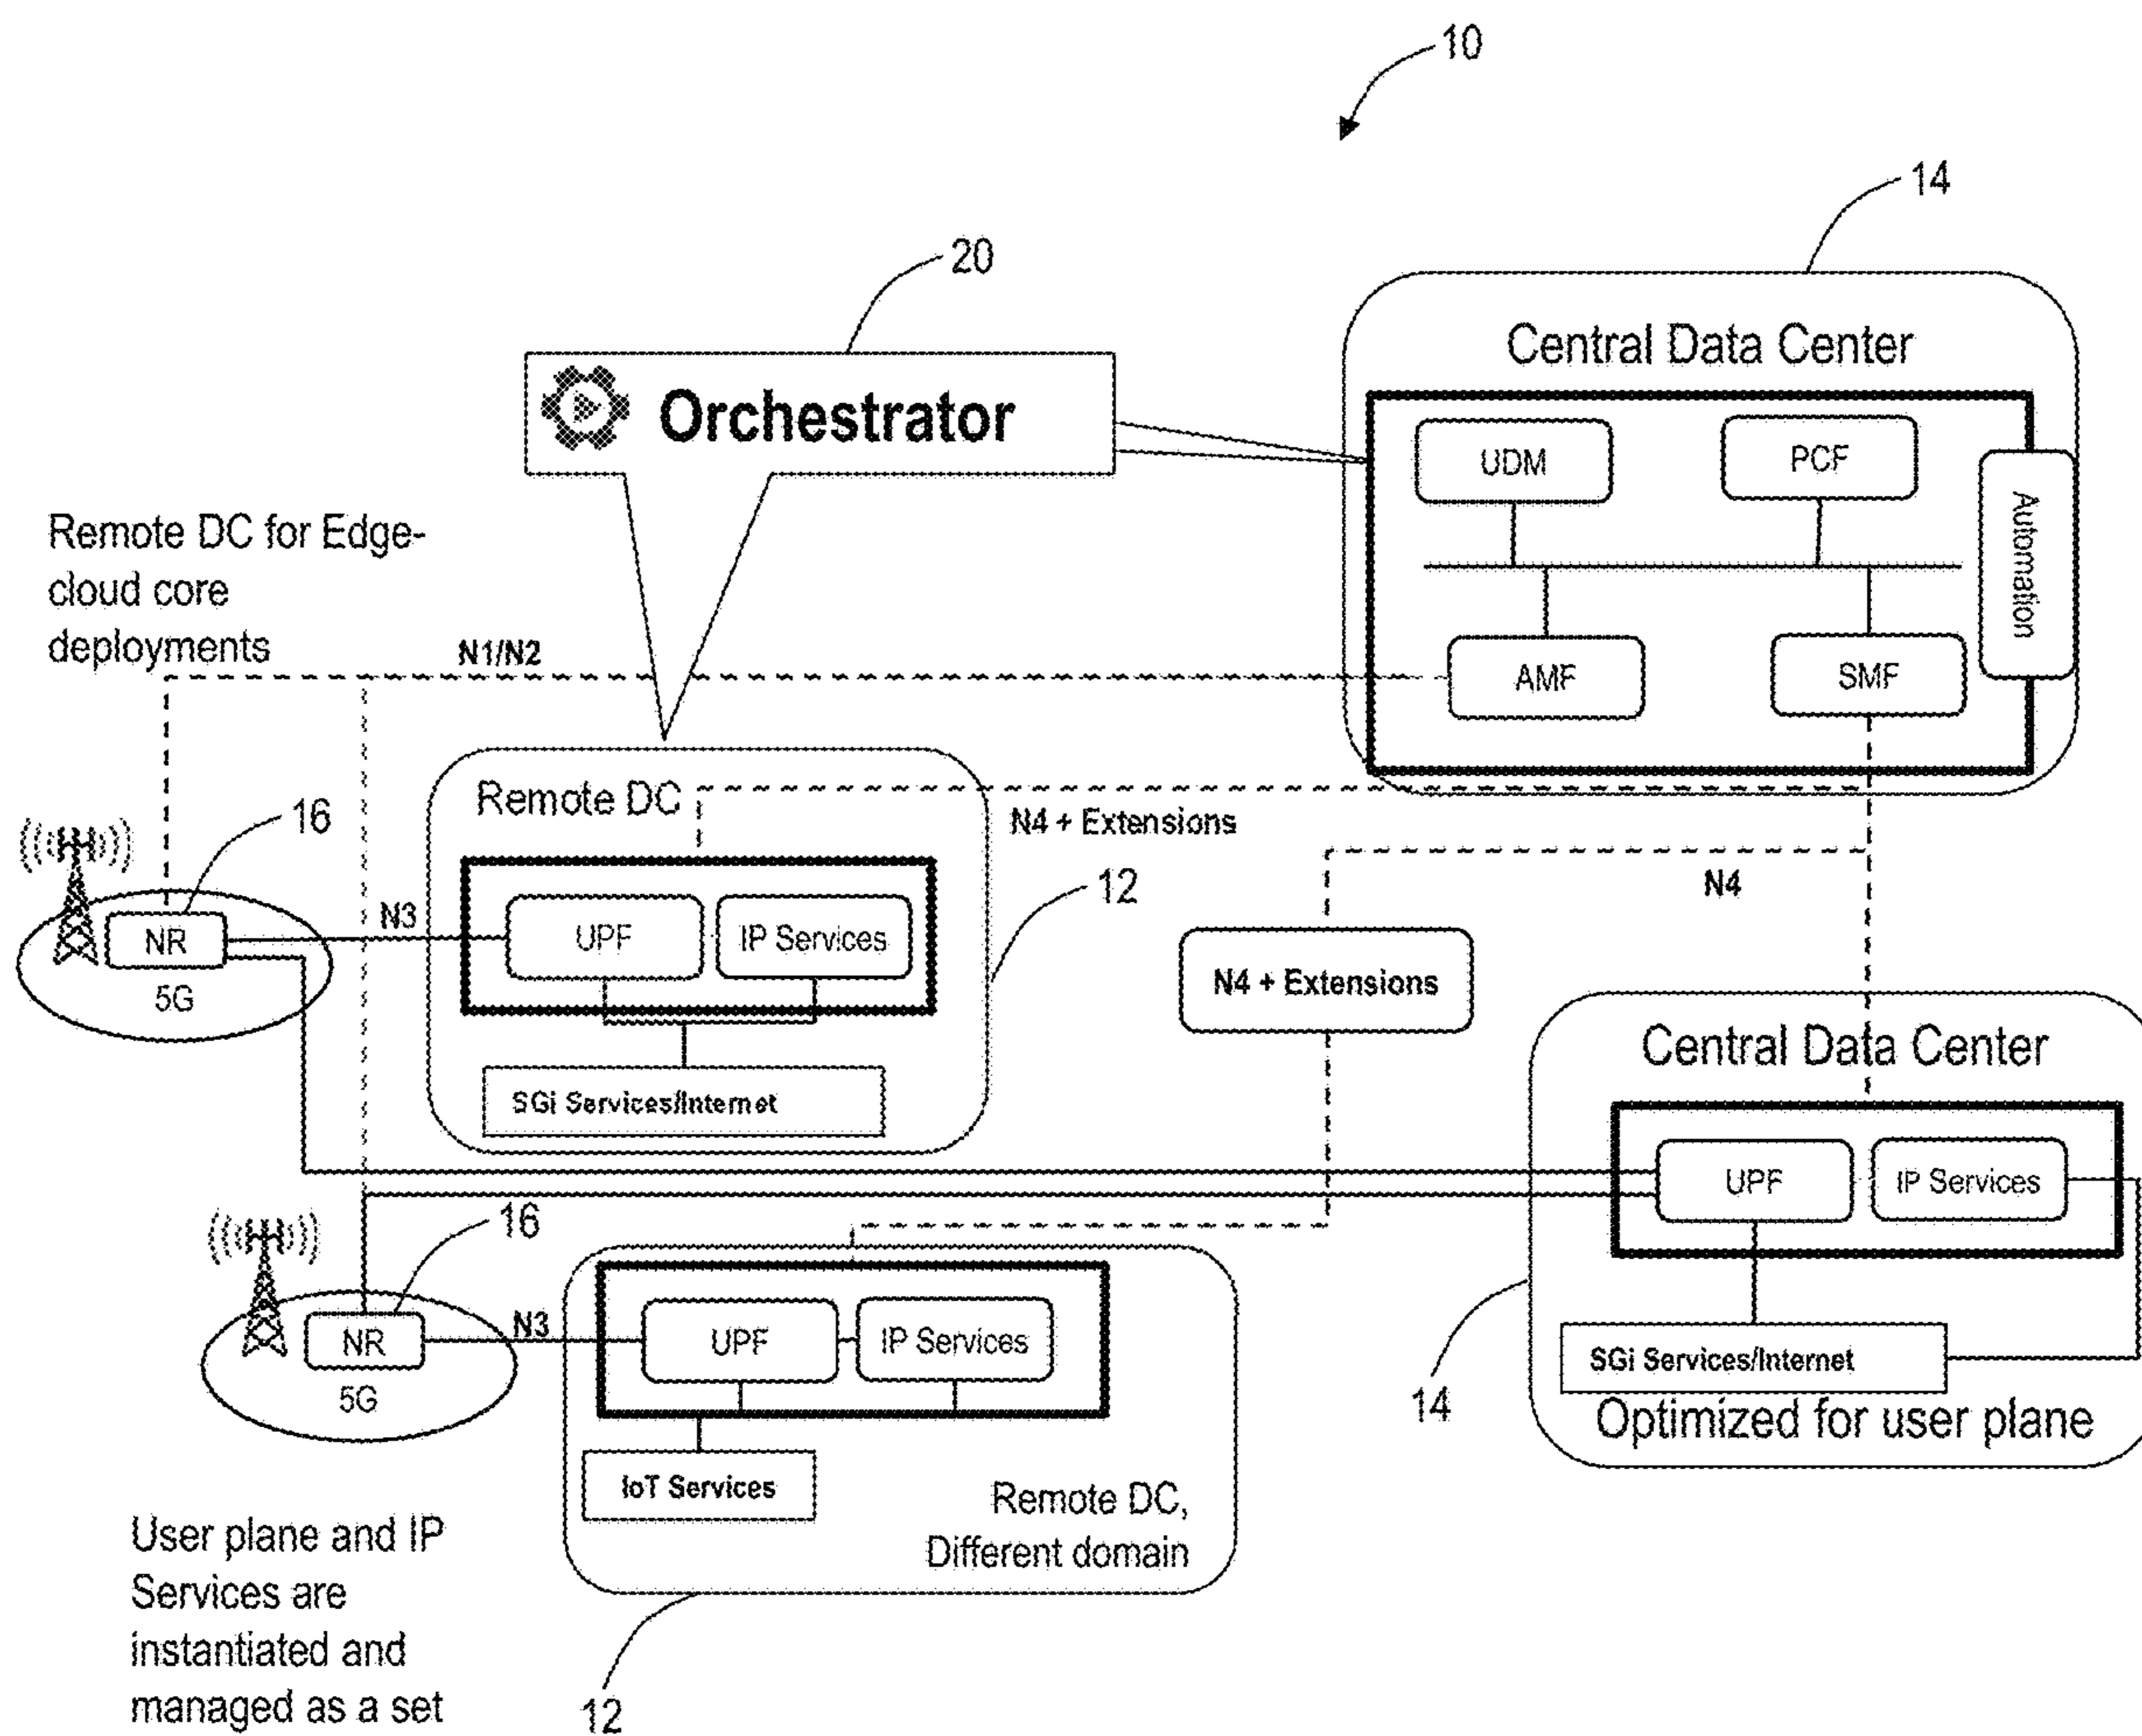 10
14
20
Central Data Center
Orchestrator
UDM
PCF
Automation
Remote DC for Edge-
cloud core
deployments
N1/N2
AMF
SMF
Remote DC
N4 + Extensions
16
12
N4
N3
NR
UPF
IP Services
5G
N4 + Extensions
SGi Services/Internet
Central Data Center
UPF
IP Services
16
N3
NR
UPF
IP Services
5G
SGi Services/Internet
14
Optimized for user plane
IoT Services
Remote DC,
Different domain
User plane and IP
Services are
instantiated and
managed as a set
12